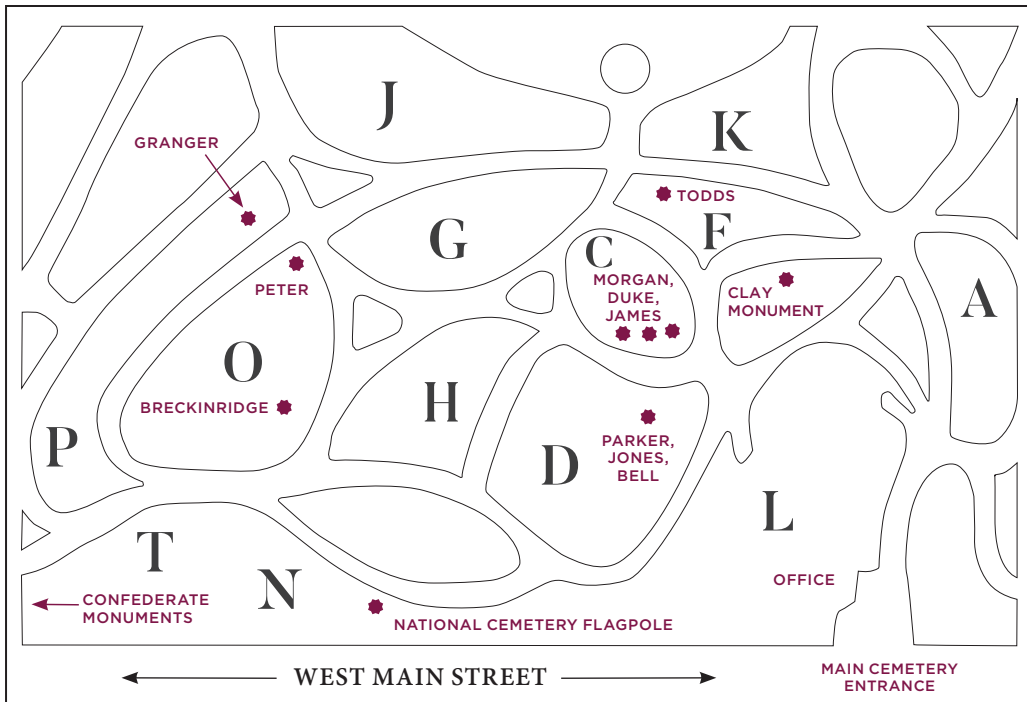 J
K
GRANGER
TODDS
F
G
C
PETER
MORGAN,
DUKE,
JAMES
CLAY
MONUMENT
A
O
BRECKINRIDGE
H
P
D
PARKER,
JONES,
BELL
L
T
N
OFFICE
CONFEDERATE
MONUMENTS
NATIONAL CEMETERY FLAGPOLE
WEST MAIN STREET
MAIN CEMETERY
ENTRANCE